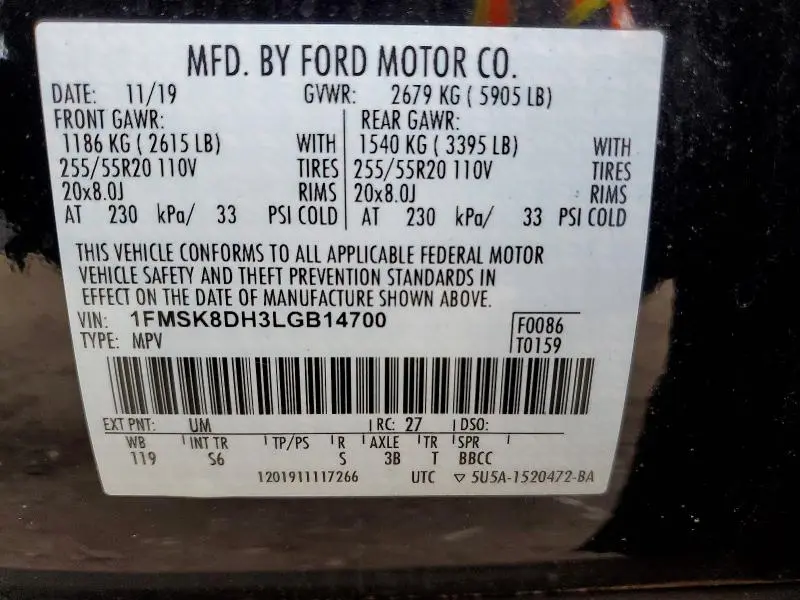 MFD. BY FORD MOTOR CO.
DATE: 11/19 GVWR: 2679 KG ( 5905 LB)
FRONT GAWR: REAR GAWR:
1186 KG ( 2615 LB) WITH 1540 KG ( 3395 LB) WITH
255/55R20 110V TIRES 255/55R20 110V TIRES
20x8.0J RIMS 20x8.0J RIMS
AT 230 kPa/ 33 PSI COLD AT 230 kPa/ 33 PSI COLD
THIS VEHICLE CONFORMS TO ALL APPLICABLE FEDERAL MOTOR
VEHICLE SAFETY AND THEFT PREVENTION STANDARDS IN
EFFECT ON THE DATE OF MANUFACTURE SHOWN ABOVE.
VIN: 1FMSK8DH3LGB14700 F0086
TYPE: MPV T0159
EXT PNT: UM RC: 27 DSO:
WB INT TR TP/PS R AXLE TR SPR
119 S6 S 3B T BBCC
1201911117266 UTC ▽ 5U5A-1520472-BA